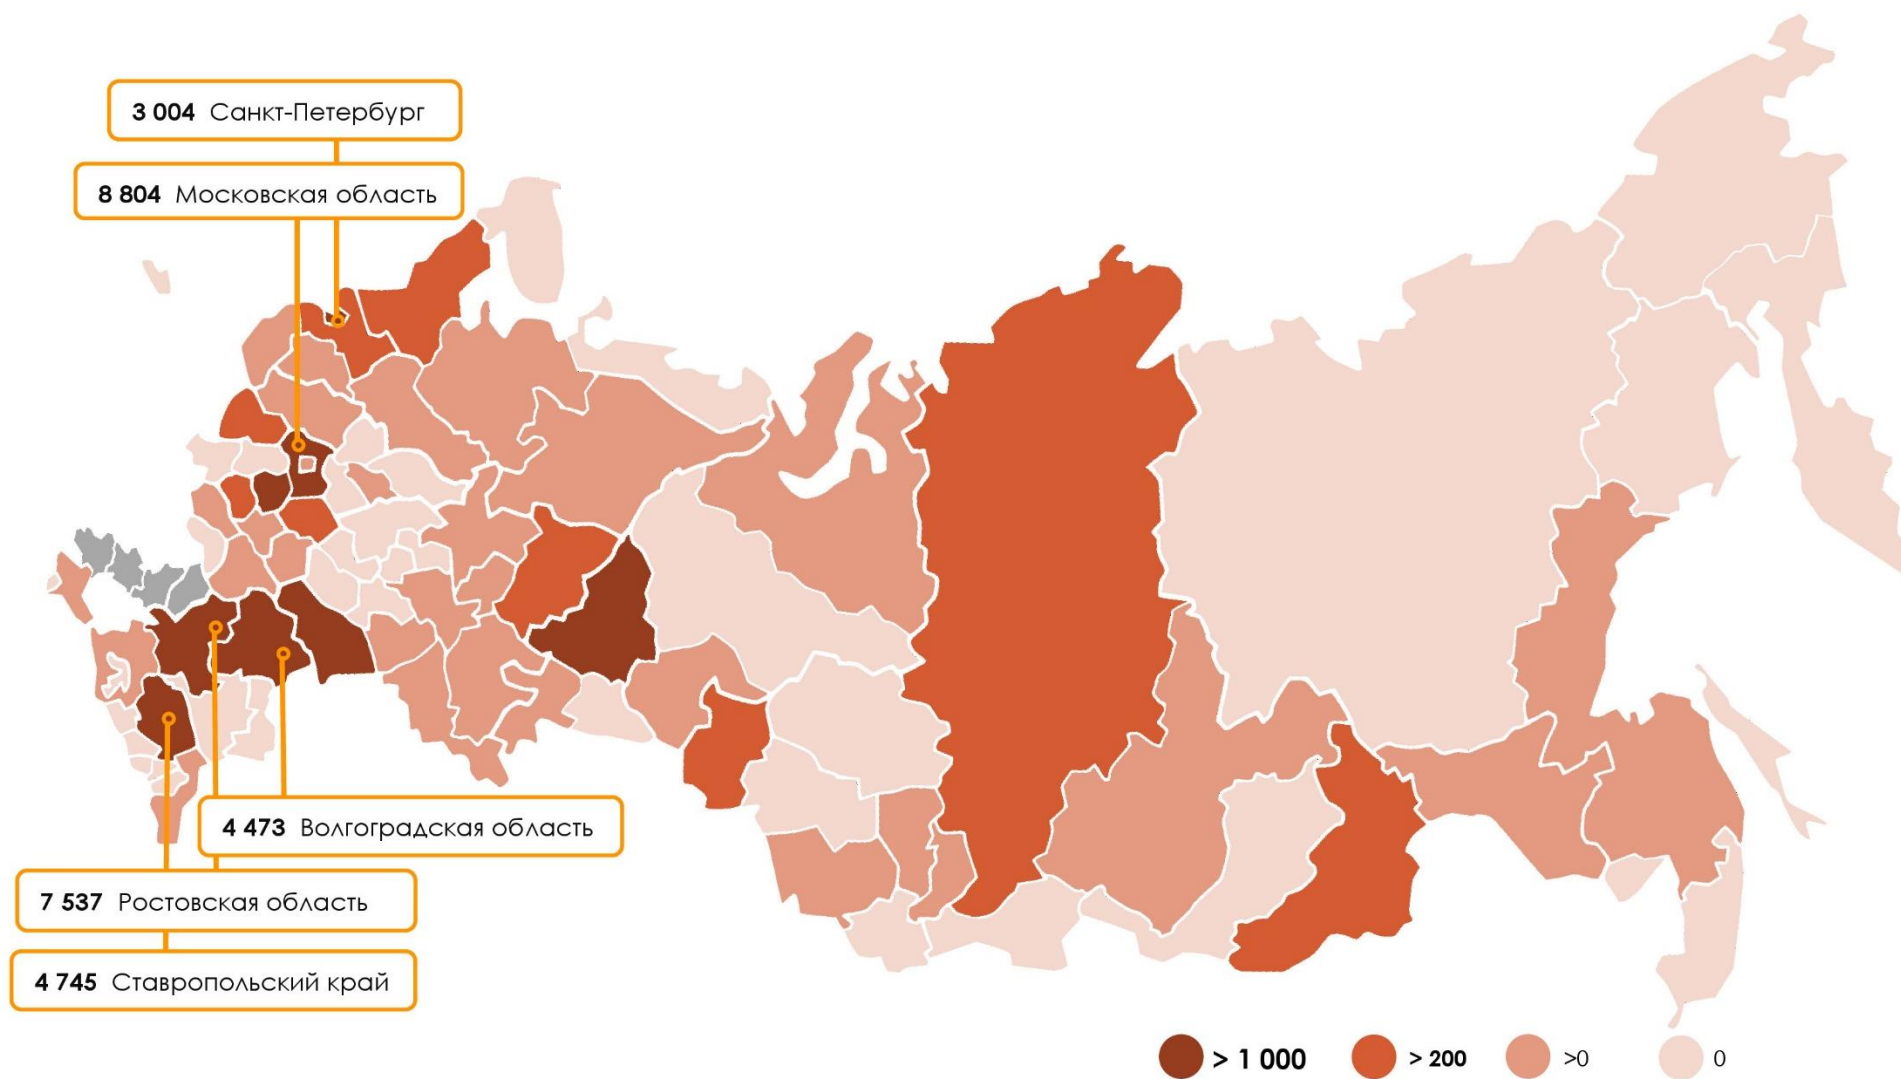 3 004 Санкт-Петербург
8 804 Московская область
4 473 Волгоградская область
7 537 Ростовская область
4 745 Ставропольский край
> 1 000 > 200 >0 0